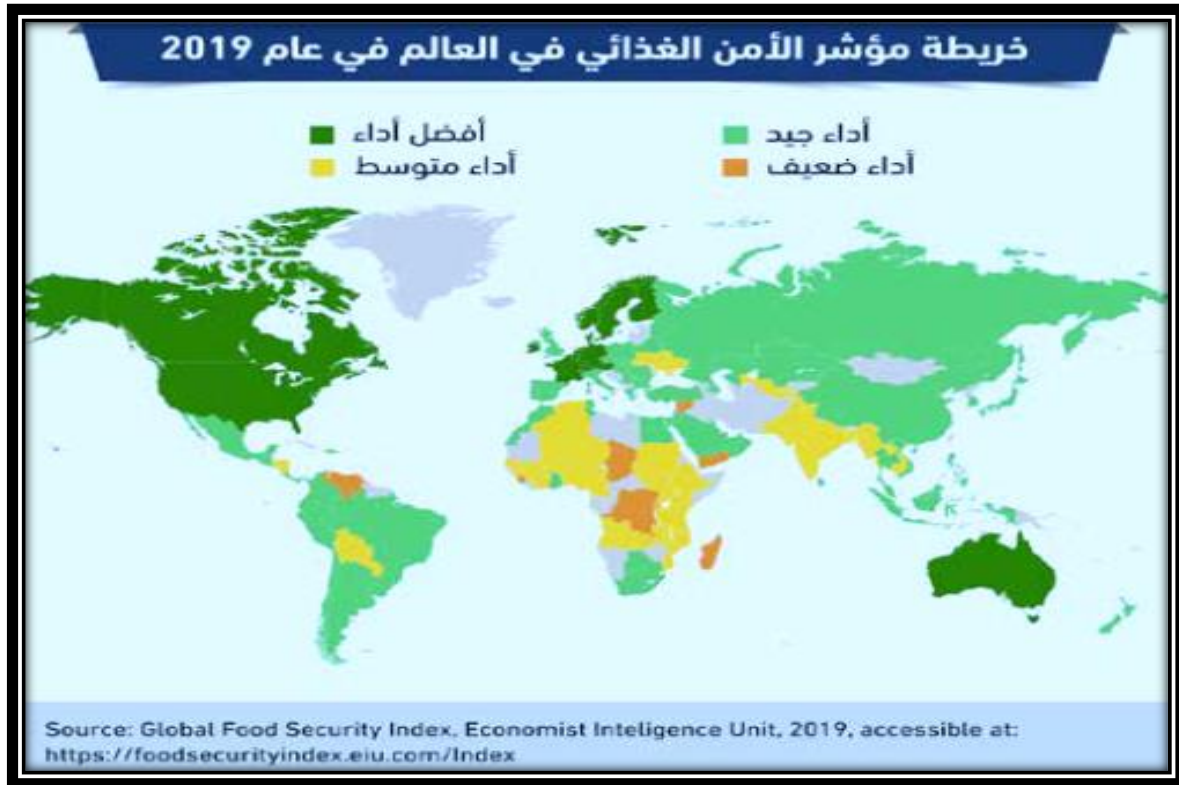 خريطة مؤشر الأمن الغذائي في العالم في عام 2019
أداء جيد
أفضل أداء
أداء ضعيف
أداء متوسط
Source: Global Food Security Index, Economist Inteligence Unit, 2019, accessible at:
https://foodsecurityindex.eiu.com/Index